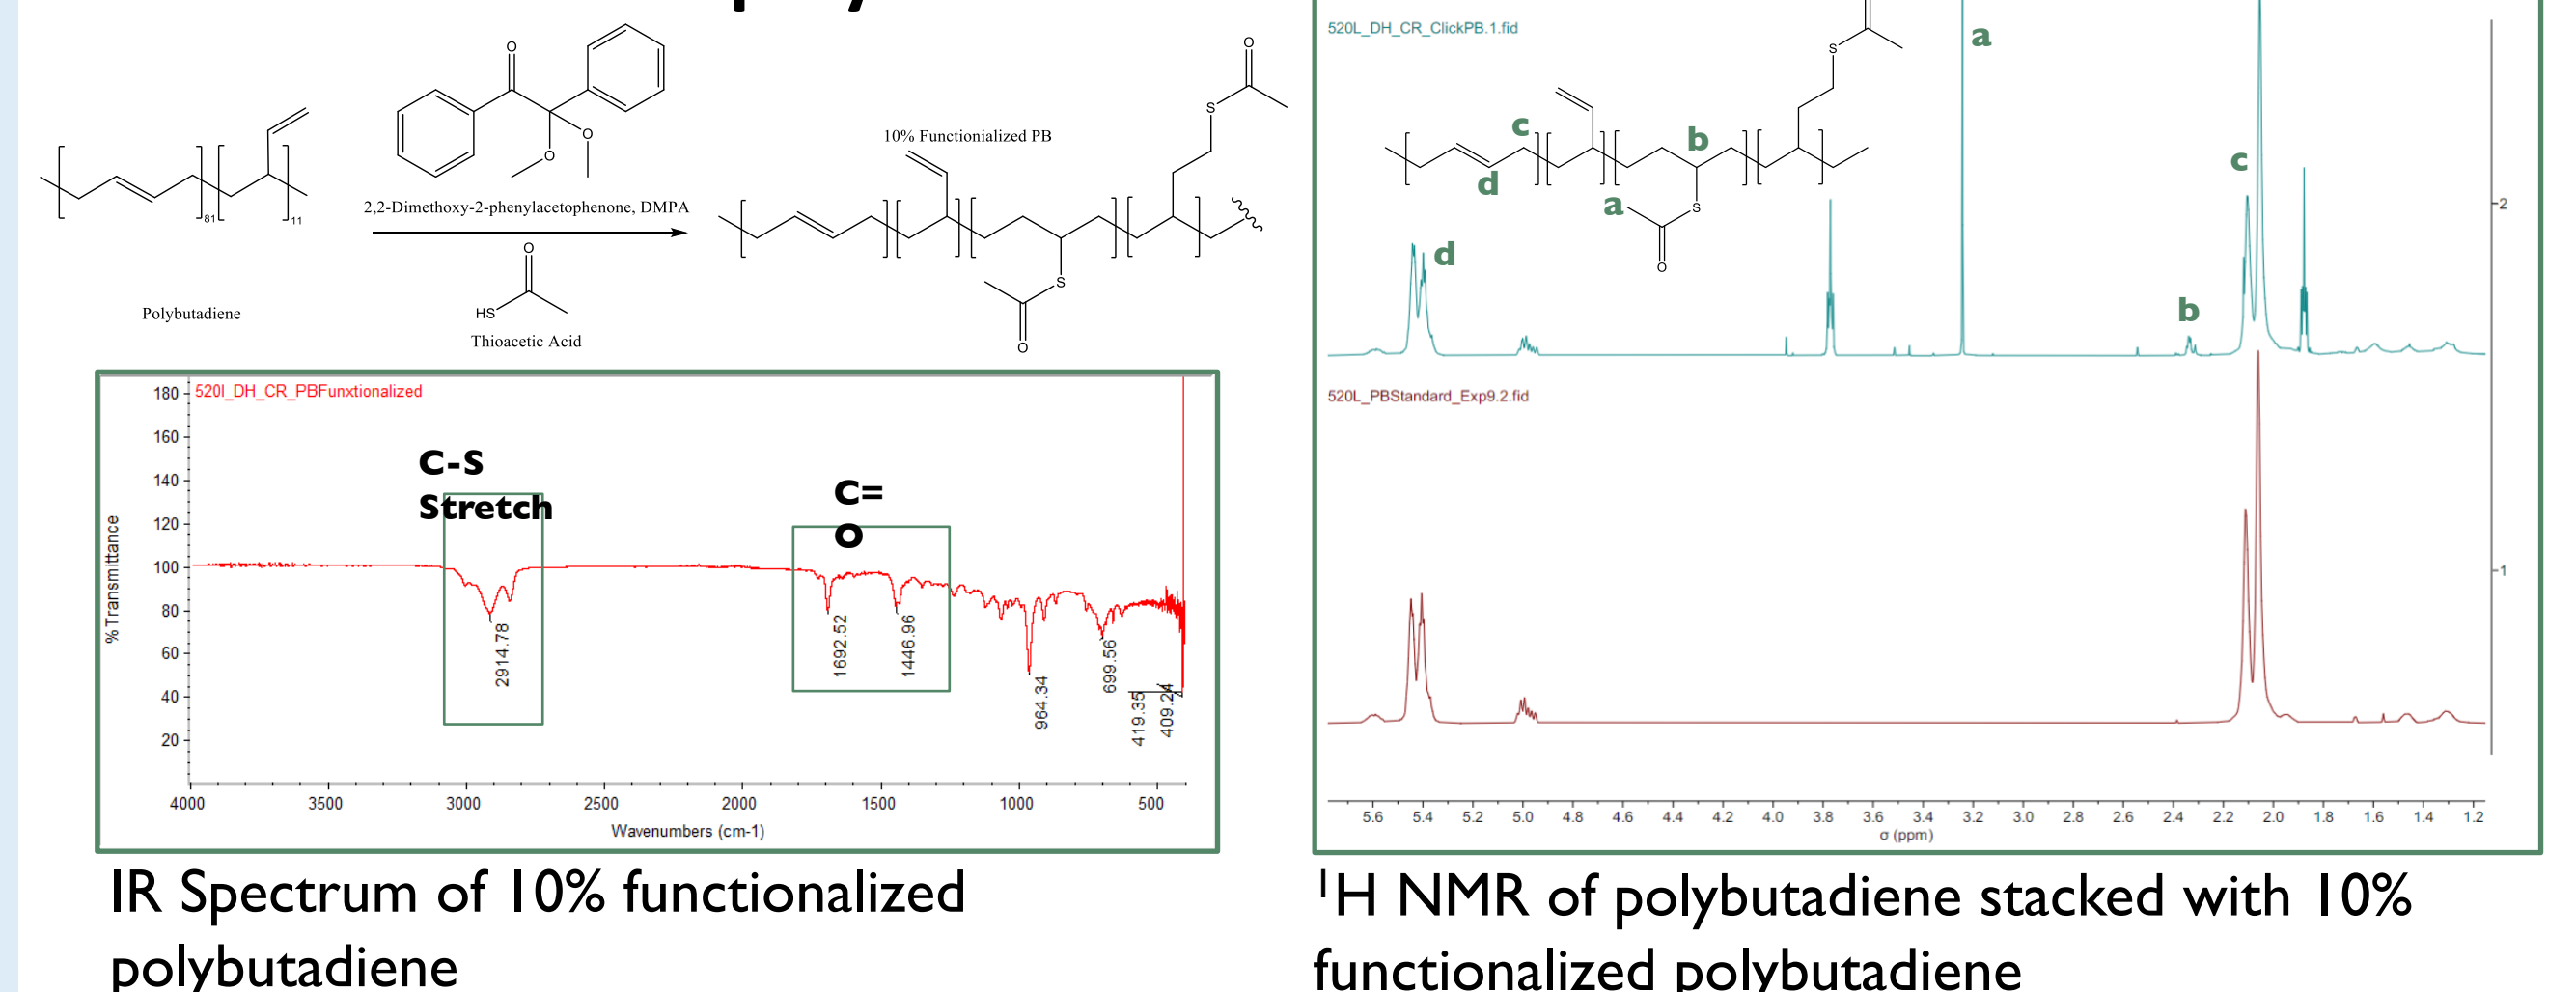 O
O
O
81
11
2,2-Dimethoxy-2-phenylacetophenone, DMPA
O
HS
Polybutadiene
Thioacetic Acid
10% Functionialized PB
O
S
S
O
520I_DH_CR_PBFunxtionalized
C-S
Stretch
C=
O
180
160
140
120
100
80
60
40
20
% Transmittance
2914.78
1692.52
1446.96
964.34
699.56
419.35
409.24
4000 3500 3000 2500 2000 1500 1000 500
Wavenumbers (cm-1)
IR Spectrum of 10% functionalized
polybutadiene
520L_DH_CR_ClickPB.1.fid
a
S
c
b
d
a
S
O
d
c
b
2
520L_PBStandard_Exp9.2.fid
1
5.6 5.4 5.2 5.0 4.8 4.6 4.4 4.2 4.0 3.8 3.6 3.4 3.2 3.0 2.8 2.6 2.4 2.2 2.0 1.8 1.6 1.4 1.2
σ (ppm)
¹H NMR of polybutadiene stacked with 10%
functionalized polybutadiene